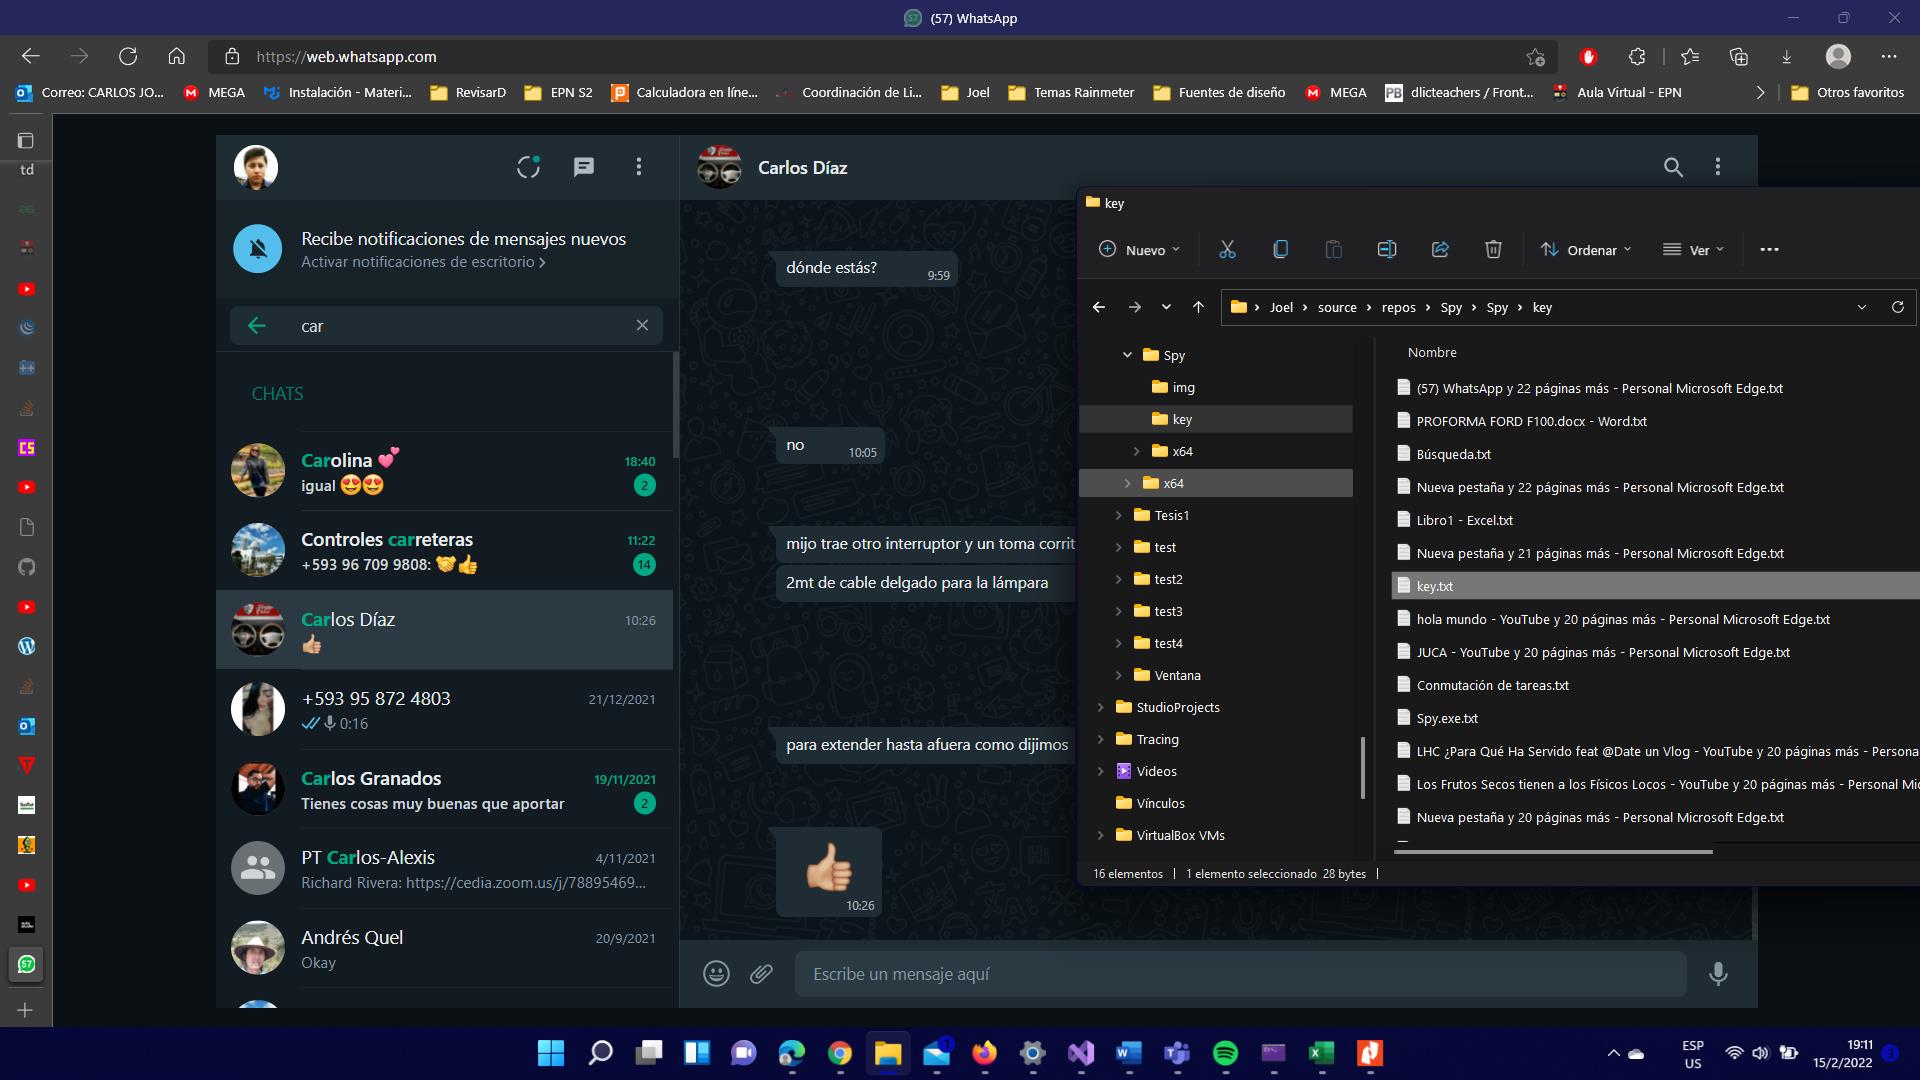 (57) WhatsApp
https://web.whatsapp.com
Correo: CARLOS JO...
MEGA
Instalación - Materi...
RevisarD
EPN S2
Calculadora en líne...
Coordinación de Li...
Joel
Temas Rainmeter
Fuentes de diseño
MEGA
PB
dlicteachers / Front...
Aula Virtual - EPN
Otros favoritos
td
Recibe notificaciones de mensajes nuevos
Activar notificaciones de escritorio
car
CHATS
Carolina 💕
18:40
igual 😍😍
2
Controles carreteras
11:22
+593 96 709 9808: 🤝👍
14
Carlos Díaz
10:26
👍🏼
+593 95 872 4803
21/12/2021
0:16
Carlos Granados
19/11/2021
Tienes cosas muy buenas que aportar
2
PT Carlos-Alexis
4/11/2021
Richard Rivera: https://cedia.zoom.us/j/78895469...
Andrés Quel
20/9/2021
Okay
Carlos Díaz
dónde estás?
9:59
no
10:05
mijo trae otro interruptor y un toma corrit
2mt de cable delgado para la lámpara
para extender hasta afuera como dijimos
👍🏼
10:26
Escribe un mensaje aquí
key
Nuevo
Ordenar
Ver
Joel
source
repos
Spy
Spy
key
Spy
img
key
x64
x64
Tesis1
test
test2
test3
test4
Ventana
StudioProjects
Tracing
Videos
Vínculos
VirtualBox VMs
Nombre
(57) WhatsApp y 22 páginas más - Personal Microsoft Edge.txt
PROFORMA FORD F100.docx - Word.txt
Búsqueda.txt
Nueva pestaña y 22 páginas más - Personal Microsoft Edge.txt
Libro1 - Excel.txt
Nueva pestaña y 21 páginas más - Personal Microsoft Edge.txt
key.txt
hola mundo - YouTube y 20 páginas más - Personal Microsoft Edge.txt
JUCA - YouTube y 20 páginas más - Personal Microsoft Edge.txt
Conmutación de tareas.txt
Spy.exe.txt
LHC ¿Para Qué Ha Servido feat @Date un Vlog - YouTube y 20 páginas más - Persona
Los Frutos Secos tienen a los Físicos Locos - YouTube y 20 páginas más - Personal Mic
Nueva pestaña y 20 páginas más - Personal Microsoft Edge.txt
16 elementos
1 elemento seleccionado
28 bytes
ESP
US
19:11
15/2/2022
3